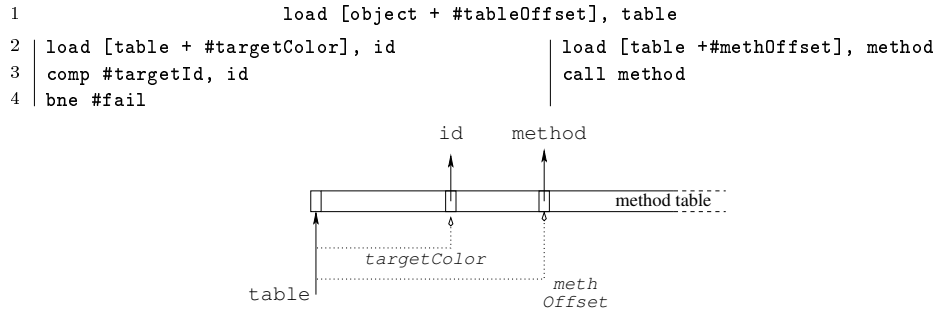 1 load [object + #tableOffset], table
2 load [table + #targetColor], id load [table +#methOffset], method
3 comp #targetId, id call method
4 bne #fail
id method
method table
targetColor
table meth
Offset